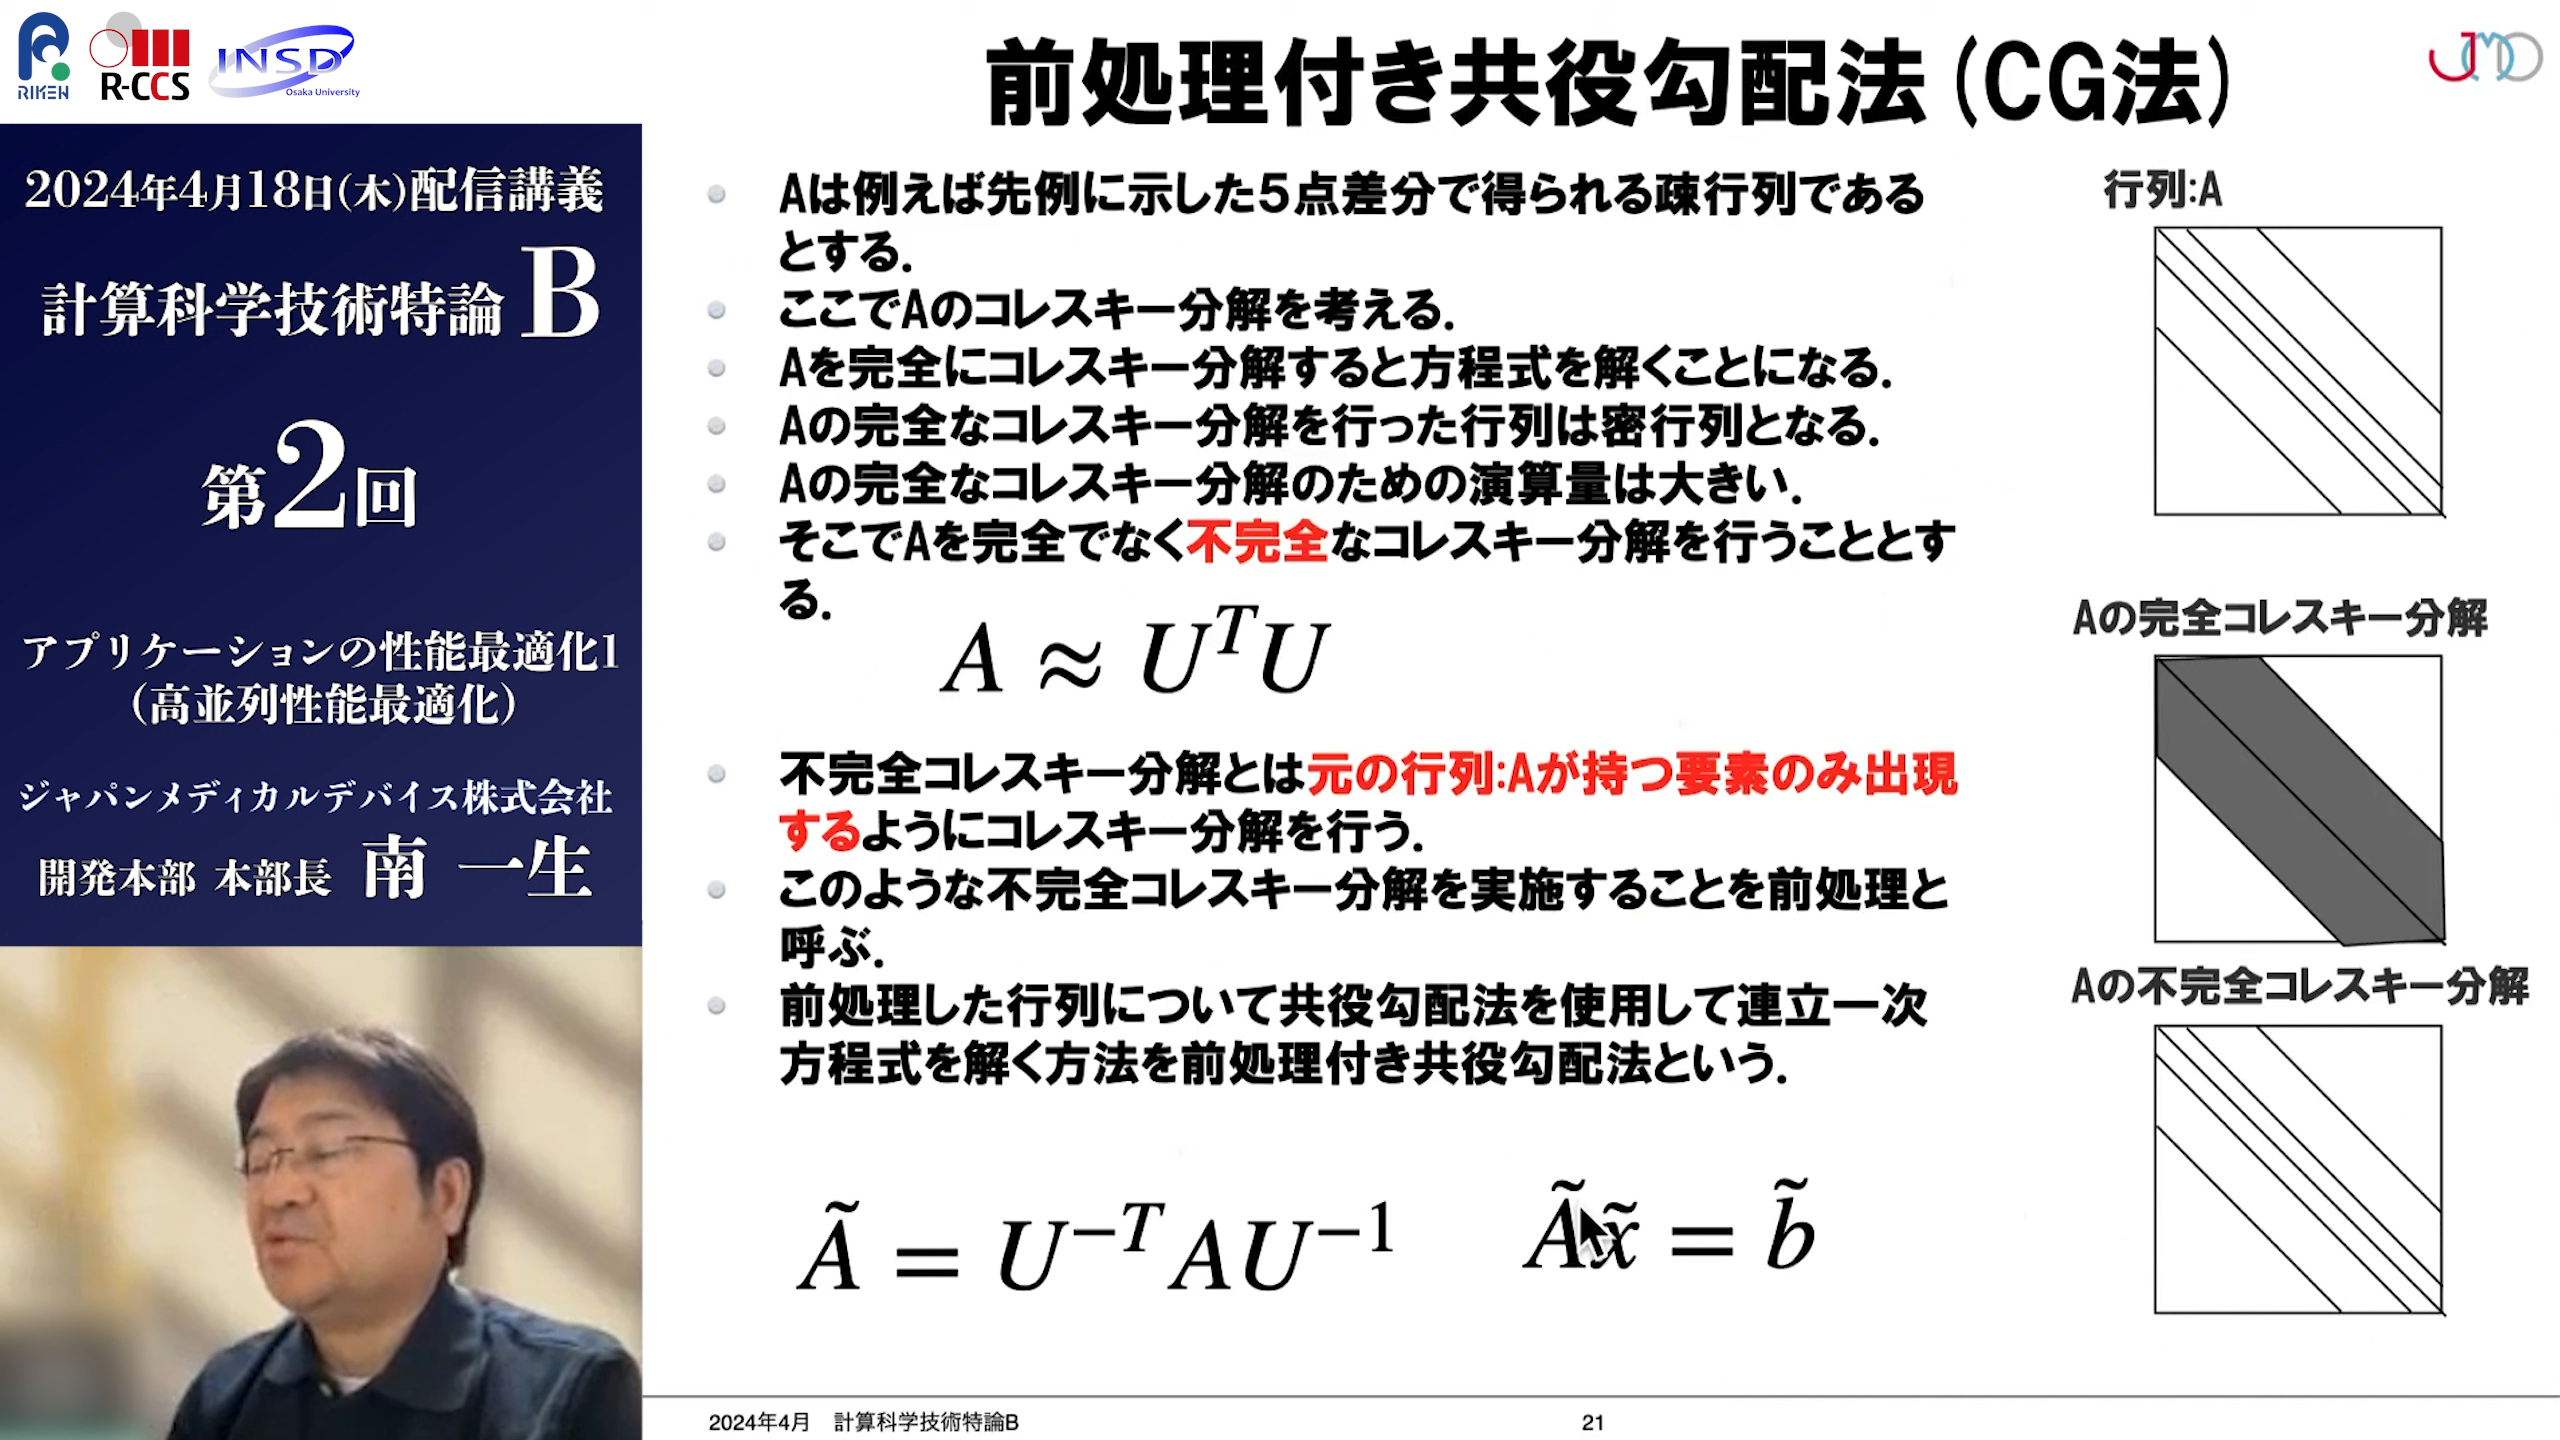 RIKEN
R-CCS
INSD
Osaka University
2024年4月18日(木)配信講義
計算科学技術特論 B
第2回
アプリケーションの性能最適化1
(高並列性能最適化)
ジャパンメディカルデバイス株式会社
開発本部 本部長 南 一生
前処理付き共役勾配法(CG法)
JMD
Aは例えば先例に示した5点差分で得られる疎行列である
とする.
ここでAのコレスキー分解を考える.
Aを完全にコレスキー分解すると方程式を解くことになる.
Aの完全なコレスキー分解を行った行列は密行列となる.
Aの完全なコレスキー分解のための演算量は大きい.
そこでAを完全でなく不完全なコレスキー分解を行うこととす
る.
A ≈ U^T U
不完全コレスキー分解とは元の行列:Aが持つ要素のみ出現
するようにコレスキー分解を行う.
このような不完全コレスキー分解を実施することを前処理と
呼ぶ.
前処理した行列について共役勾配法を使用して連立一次
方程式を解く方法を前処理付き共役勾配法という.
Ã = U^{-T} A U^{-1}
Ãx̃ = b̃
行列:A
Aの完全コレスキー分解
Aの不完全コレスキー分解
2024年4月 計算科学技術特論B
21